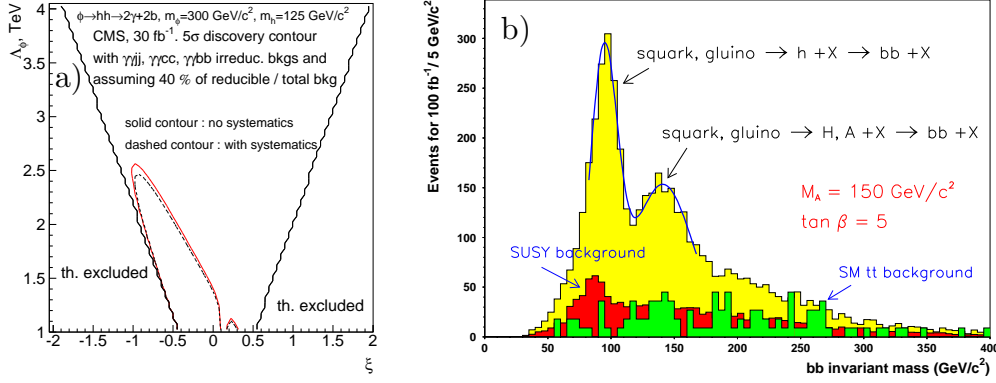 ϕ→hh→2γ+2b, mϕ=300 GeV/c², mh=125 GeV/c²
CMS, 30 fb⁻¹. 5σ discovery contour
with γγjj, γγcc, γγbb irreduc. bkgs and
assuming 40 % of reducible / total bkg
a)
solid contour : no systematics
dashed contour : with systematics
th. excluded
th. excluded
Λϕ, TeV
4
3.5
3
2.5
2
1.5
1
-2 -1.5 -1 -0.5 0 0.5 1 1.5 2
ξ
b)
squark, gluino → h +X → bb +X
squark, gluino → H, A +X → bb +X
M_A = 150 GeV/c²
tan β = 5
SUSY background
SM tt background
Events for 100 fb⁻¹/ 5 GeV/c²
300
250
200
150
100
50
0
0 50 100 150 200 250 300 350 400
bb invariant mass (GeV/c²)